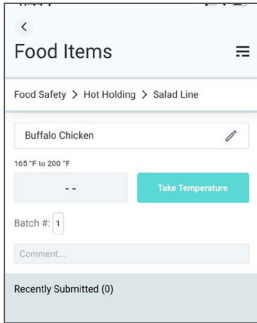 Food Items
Food Safety > Hot Holding > Salad Line
Buffalo Chicken
165 °F to 200 °F
- -
Take Temperature
Batch #: 1
Comment...
Recently Submitted (0)